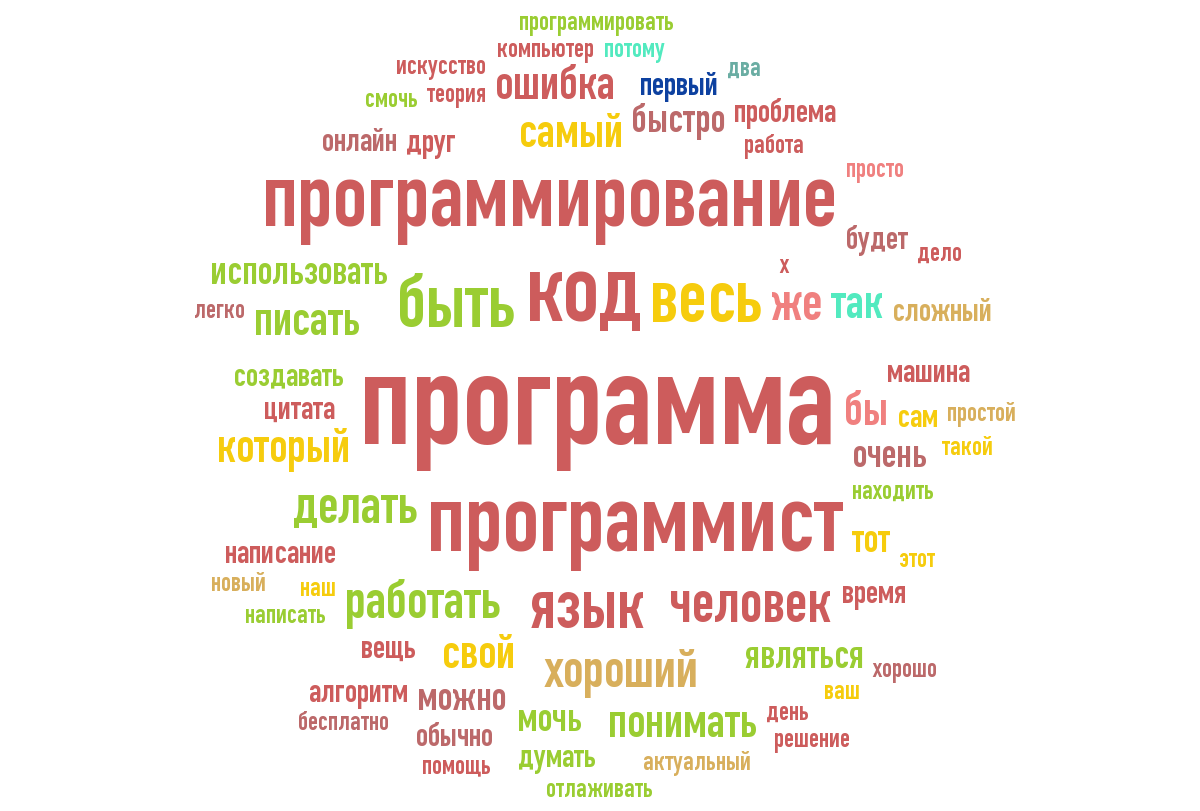 программировать
компьютер потому
искусство ошибка первый два
смочь теория
самый быстро проблема
онлайн друг работа
программирование просто
будет дело
использовать быть код весь же так х
легко писать сложный
создавать программа машина
цитата бы сам простой
который очень такой
делать программист находить
написание тот этот
новый наш работать язык человек время
написать
вещь свой хороший являться хорошо
алгоритм можно ваш
бесплатно мочь понимать день
обычно решение
помощь думать актуальный
отлаживать